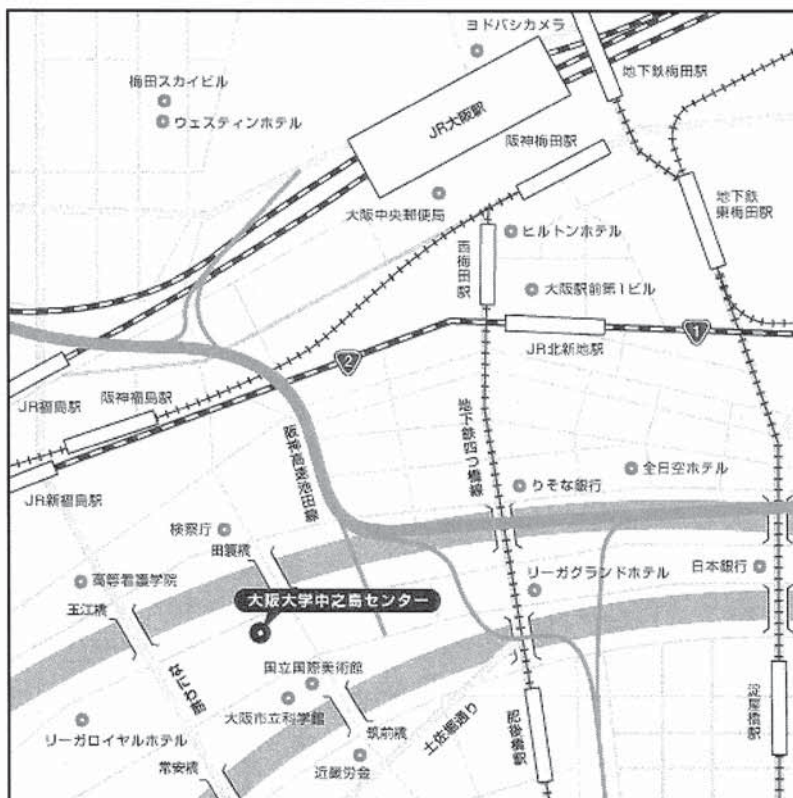 ヨドバシカメラ
地下鉄梅田駅
梅田スカイビル
ウェスティンホテル
JR大阪駅
阪神梅田駅
大阪中央郵便局
地下鉄
東梅田駅
ヒルトンホテル
西梅田駅
大阪駅前第1ビル
1
2
JR北新地駅
JR福島駅
阪神福島駅
JR新福島駅
阪神高速池田線
地下鉄四つ橋線
全日空ホテル
りそな銀行
検察庁
田簑橋
日本銀行
高等看護学院
リーガグランドホテル
玉江橋
大阪大学中之島センター
国立国際美術館
大阪市立科学館
リーガロイヤルホテル
筑前橋
土佐堀通り
肥後橋駅
淀屋橋駅
常安橋
近畿労金